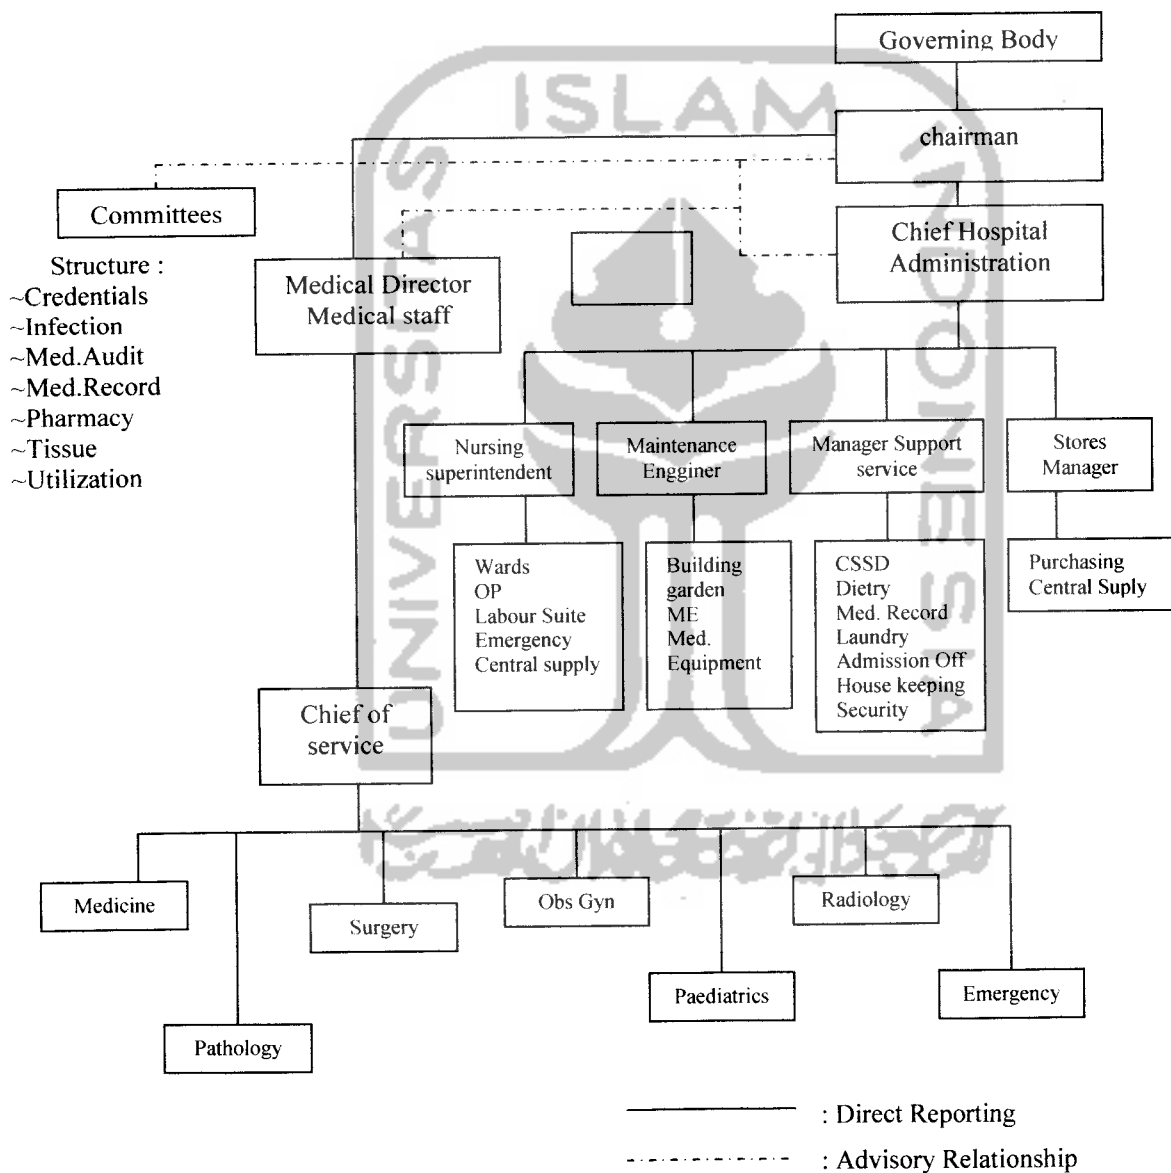 Governing Body
chairman
Committees
Structure :
~Credentials
~Infection
~Med.Audit
~Med.Record
~Pharmacy
~Tissue
~Utilization
Medical Director
Medical staff
Chief Hospital
Administration
Nursing
superintendent
Maintenance
Engginer
Manager Support
service
Stores
Manager
Wards
OP
Labour Suite
Emergency
Central supply
Building
garden
ME
Med.
Equipment
CSSD
Dietry
Med. Record
Laundry
Admission Off
House keeping
Security
Purchasing
Central Suply
Chief of
service
Medicine
Pathology
Surgery
Obs Gyn
Paediatrics
Radiology
Emergency
: Direct Reporting
: Advisory Relationship
UNIVERSITAS
ISLAM
INDONESIA